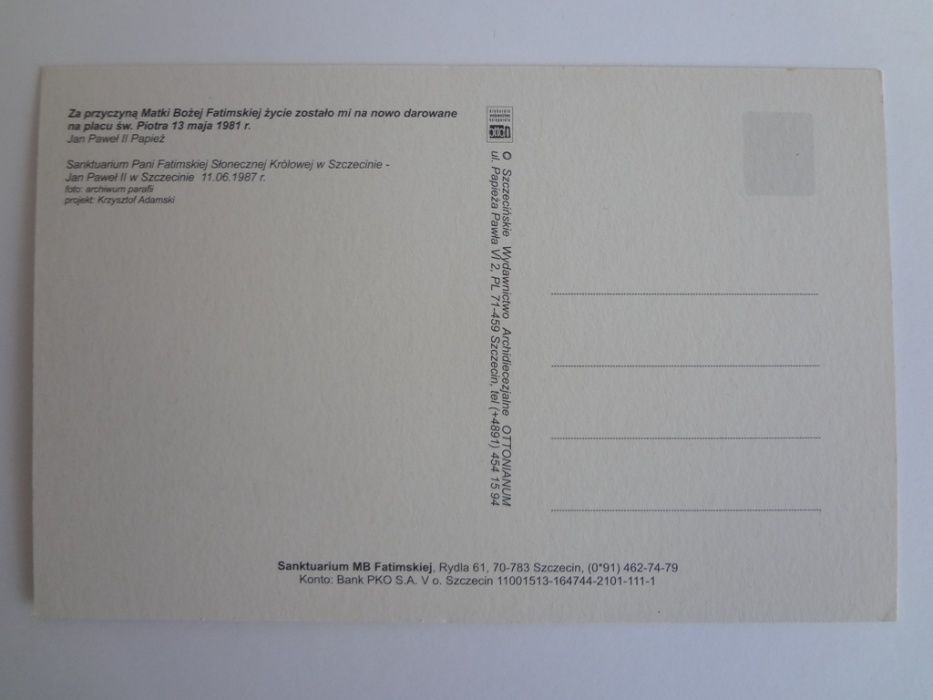 Za przyczyną Matki Bożej Fatimskiej życie zostało mi na nowo darowane
na placu św. Piotra 13 maja 1981 r.
Jan Paweł II Papież
Sanktuarium Pani Fatimskiej Słonecznej Królowej w Szczecinie -
Jan Paweł II w Szczecinie 11.06.1987 r.
foto: archiwum parafii
projekt: Krzysztof Adamski
O Szczecińskie Wydawnictwo Archidiecezjalne OTTONIANUM
ul. Papieża Pawła VI 2, PL 71-459 Szczecin, tel (+4891) 454 15 94
Sanktuarium MB Fatimskiej, Rydla 61, 70-783 Szczecin, (0*91) 462-74-79
Konto: Bank PKO S.A. V o. Szczecin 11001513-164744-2101-111-1